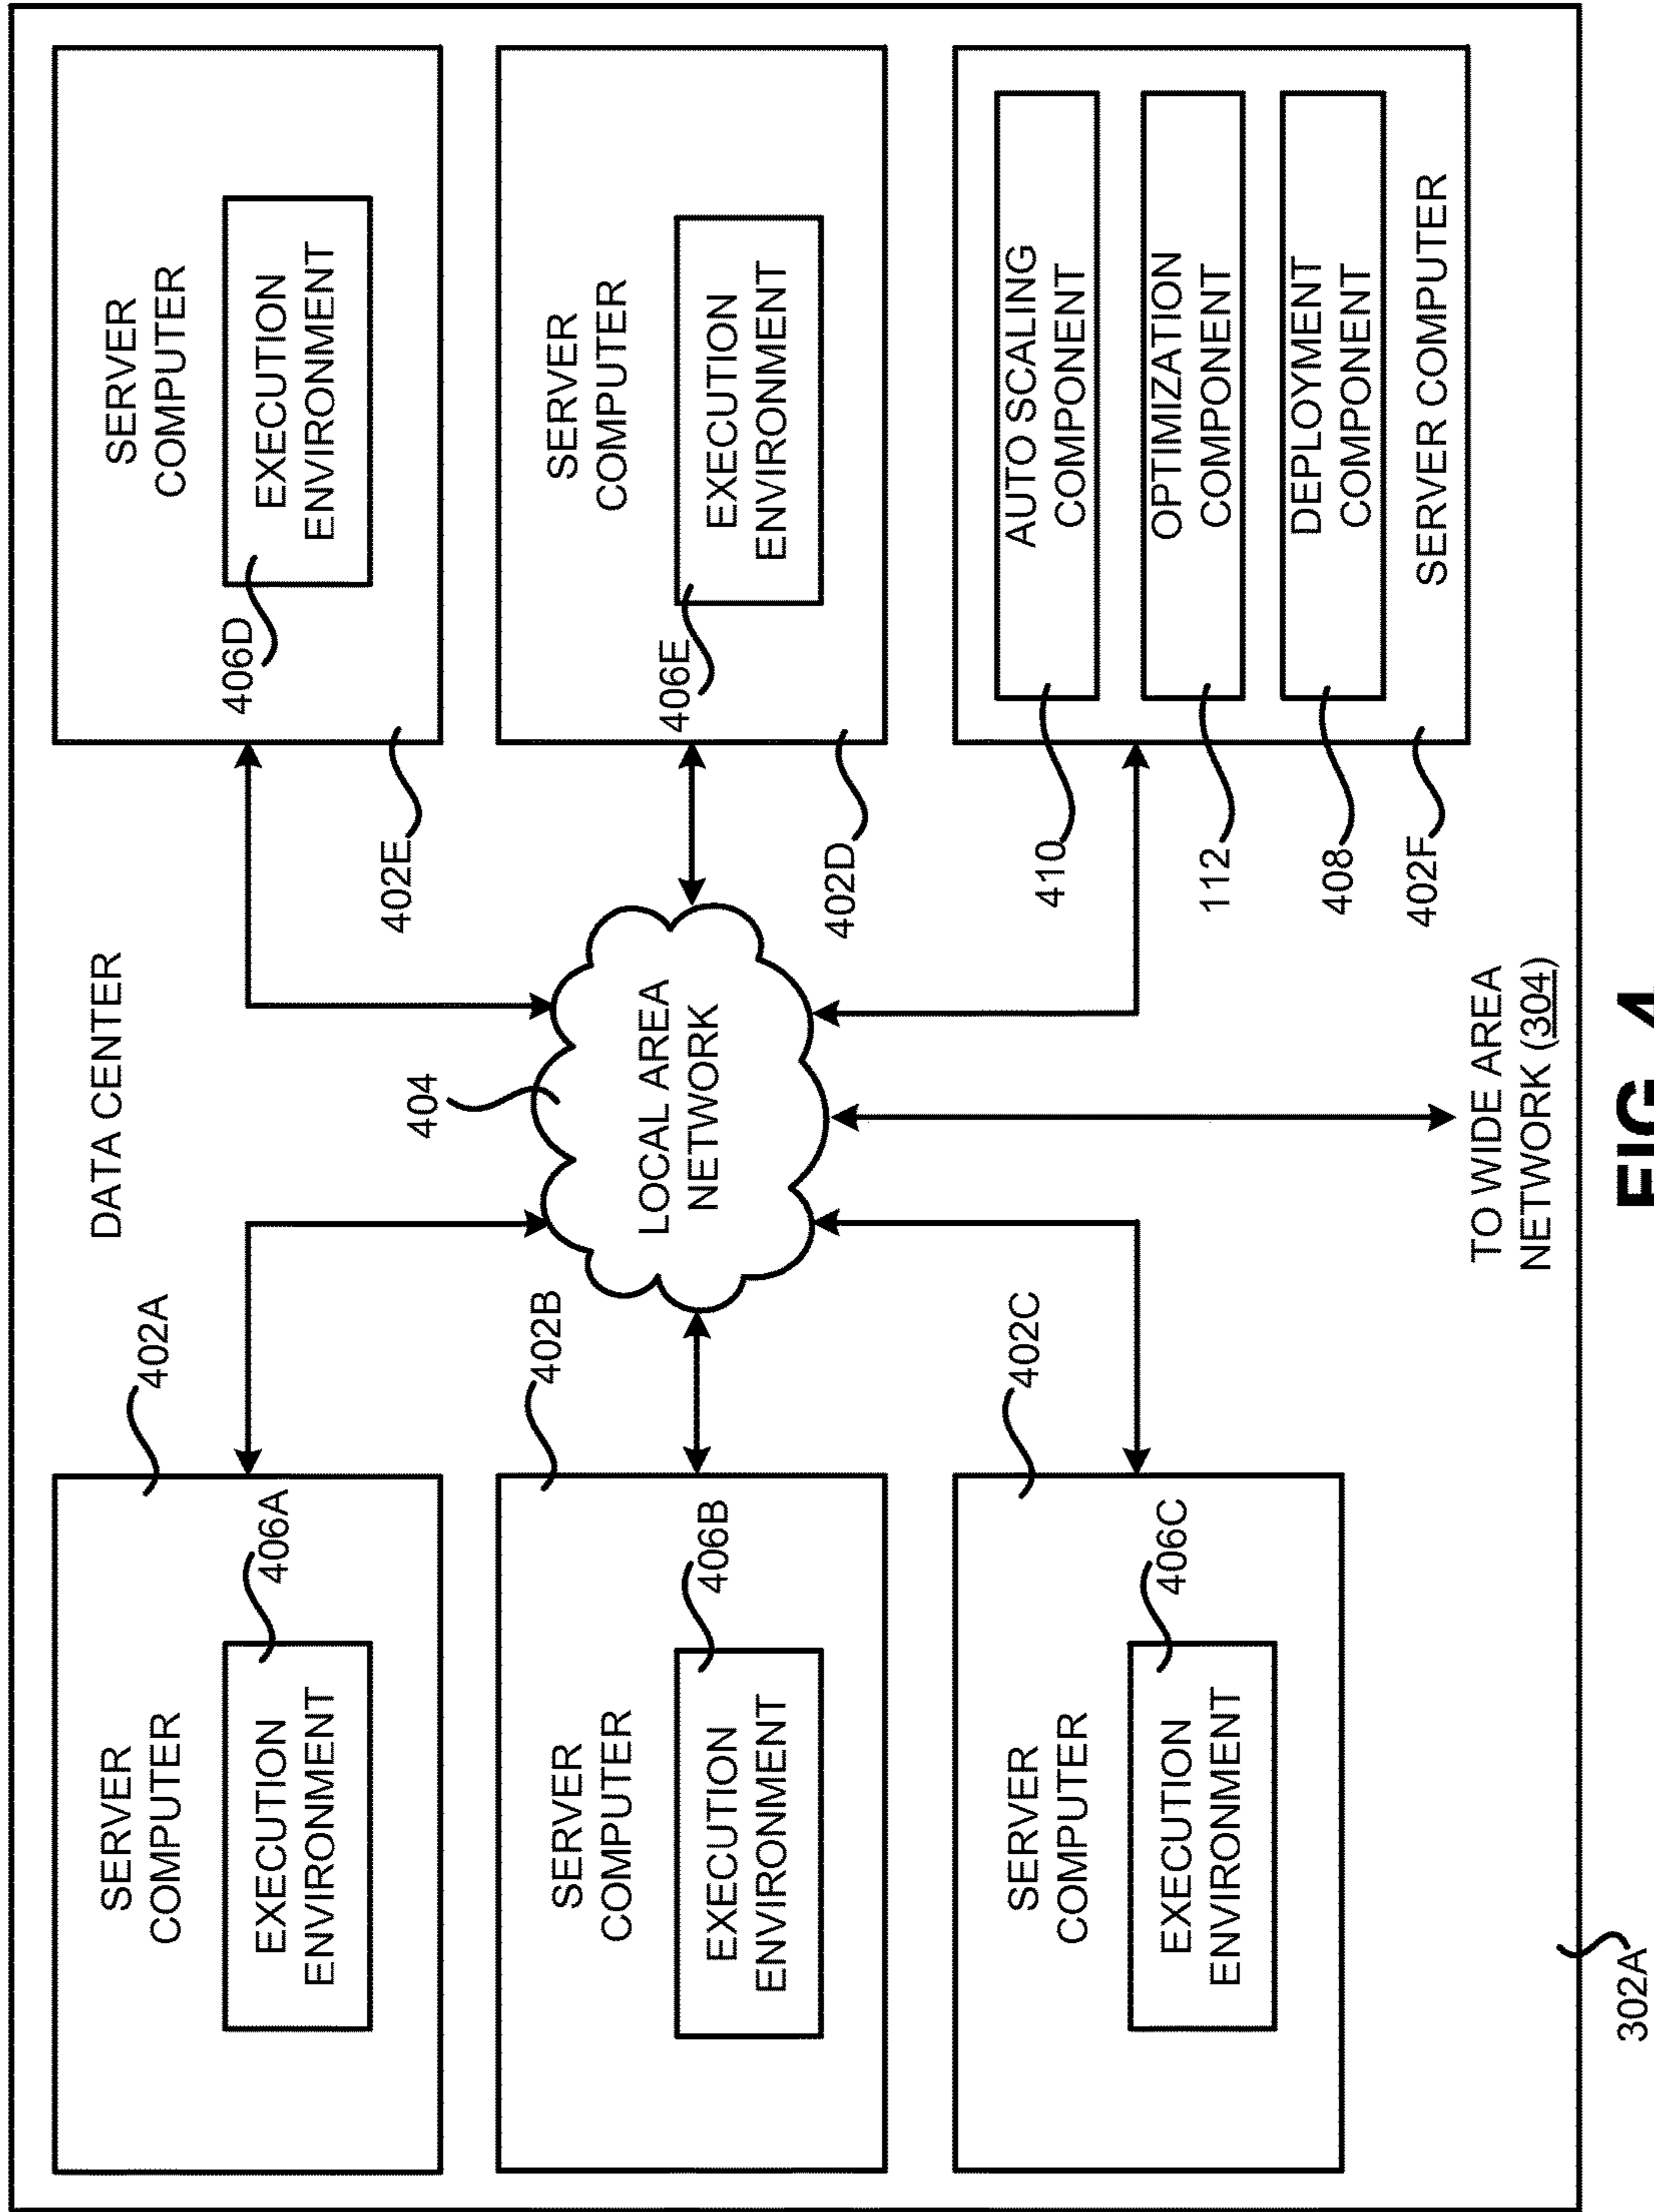 DATA CENTER
402A
SERVER
COMPUTER
406A
EXECUTION
ENVIRONMENT
402B
SERVER
COMPUTER
406B
EXECUTION
ENVIRONMENT
402C
SERVER
COMPUTER
406C
EXECUTION
ENVIRONMENT
404
LOCAL AREA
NETWORK
402E
SERVER
COMPUTER
406D
EXECUTION
ENVIRONMENT
402D
SERVER
COMPUTER
406E
EXECUTION
ENVIRONMENT
410
AUTO SCALING
COMPONENT
112
OPTIMIZATION
COMPONENT
408
DEPLOYMENT
COMPONENT
402F
SERVER COMPUTER
TO WIDE AREA
NETWORK (304)
302A
FIG. 4